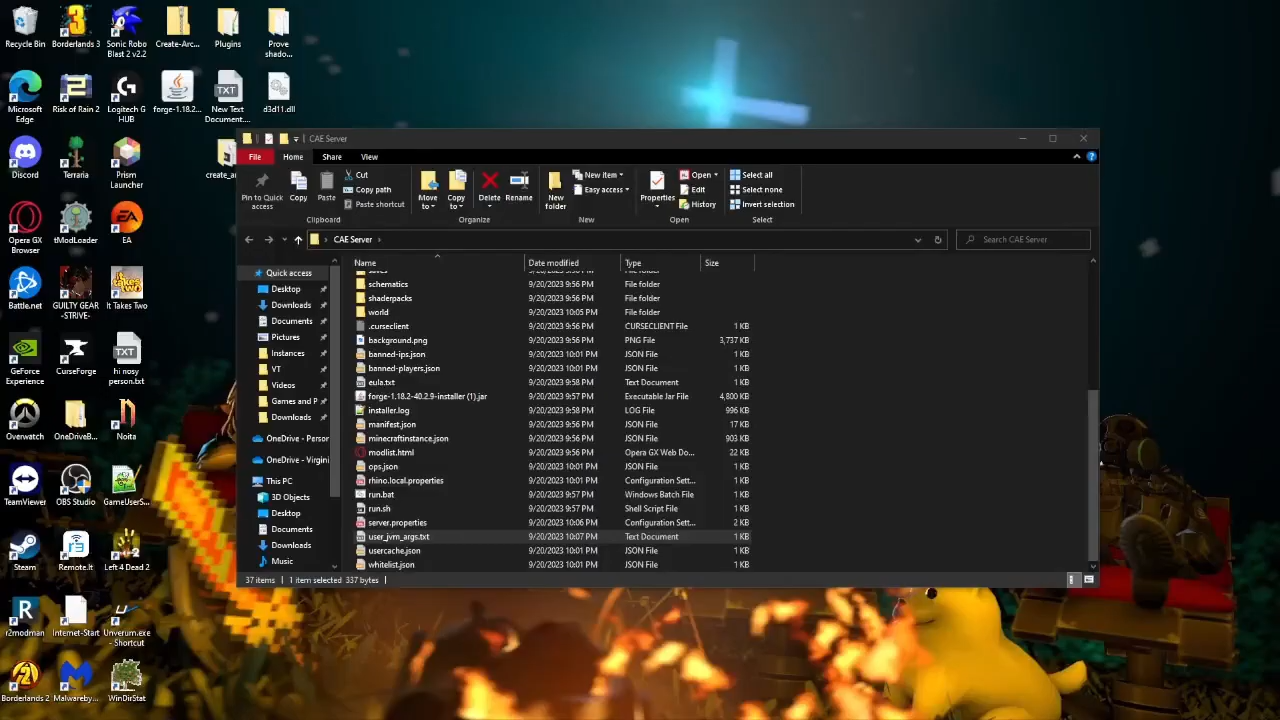 Recycle Bin
Borderlands 3
Sonic Robo
Blast 2 v2.2
Create-Arc...
Plugins
Prove
shado...
Microsoft
Edge
Risk of Rain 2
Logitech G
HUB
forge-1.18.2...
TXT
New Text
Document....
d3d11.dll
Discord
Terraria
Prism
Launcher
create_ar
Opera GX
Browser
tModLoader
EA
EA
Battle.net
GUILTY GEAR
-STRIVE-
It Takes Two
GeForce
Experience
CurseForge
TXT
hi nosy
person.txt
Overwatch
OneDriveB...
Noita
TeamViewer
OBS Studio
GameUserS...
Steam
Remote.It
Left 4 Dead 2
r2modman
Internet-Start
Unverum.exe
- Shortcut
Borderlands 2
Malwareby...
WinDirStat
CAE Server
File
Home
Share
View
Pin to Quick
access
Copy
Paste
Cut
Copy path
Paste shortcut
Clipboard
Move
to
Copy
to
Delete
Rename
Organize
New
folder
New item
Easy access
New
Properties
Open
Edit
History
Open
Select all
Select none
Invert selection
Select
CAE Server
Search CAE Server
Quick access
Desktop
Downloads
Documents
Pictures
Instances
VT
Videos
Games and P
Downloads
OneDrive - Person
OneDrive - Virgini
This PC
3D Objects
Desktop
Documents
Downloads
Music
Name Date modified Type Size
schematics 9/20/2023 9:56 PM File folder
shaderpacks 9/20/2023 9:56 PM File folder
world 9/20/2023 10:05 PM File folder
.curseclient 9/20/2023 9:56 PM CURSECLIENT File 1 KB
background.png 9/20/2023 9:56 PM PNG File 3,737 KB
banned-ips.json 9/20/2023 10:01 PM JSON File 1 KB
banned-players.json 9/20/2023 10:01 PM JSON File 1 KB
eula.txt 9/20/2023 9:58 PM Text Document 1 KB
forge-1.18.2-40.2.9-installer (1).jar 9/20/2023 9:57 PM Executable Jar File 4,800 KB
installer.log 9/20/2023 9:58 PM LOG File 996 KB
manifest.json 9/20/2023 9:56 PM JSON File 17 KB
minecraftinstance.json 9/20/2023 9:56 PM JSON File 903 KB
modlist.html 9/20/2023 9:56 PM Opera GX Web Do... 22 KB
ops.json 9/20/2023 10:01 PM JSON File 1 KB
rhino.local.properties 9/20/2023 10:01 PM Configuration Sett... 1 KB
run.bat 9/20/2023 9:57 PM Windows Batch File 1 KB
run.sh 9/20/2023 9:57 PM Shell Script File 1 KB
server.properties 9/20/2023 10:06 PM Configuration Sett... 2 KB
user_jvm_args.txt 9/20/2023 10:07 PM Text Document 1 KB
usercache.json 9/20/2023 10:01 PM JSON File 1 KB
whitelist.json 9/20/2023 10:01 PM JSON File 1 KB
37 items 1 item selected 337 bytes